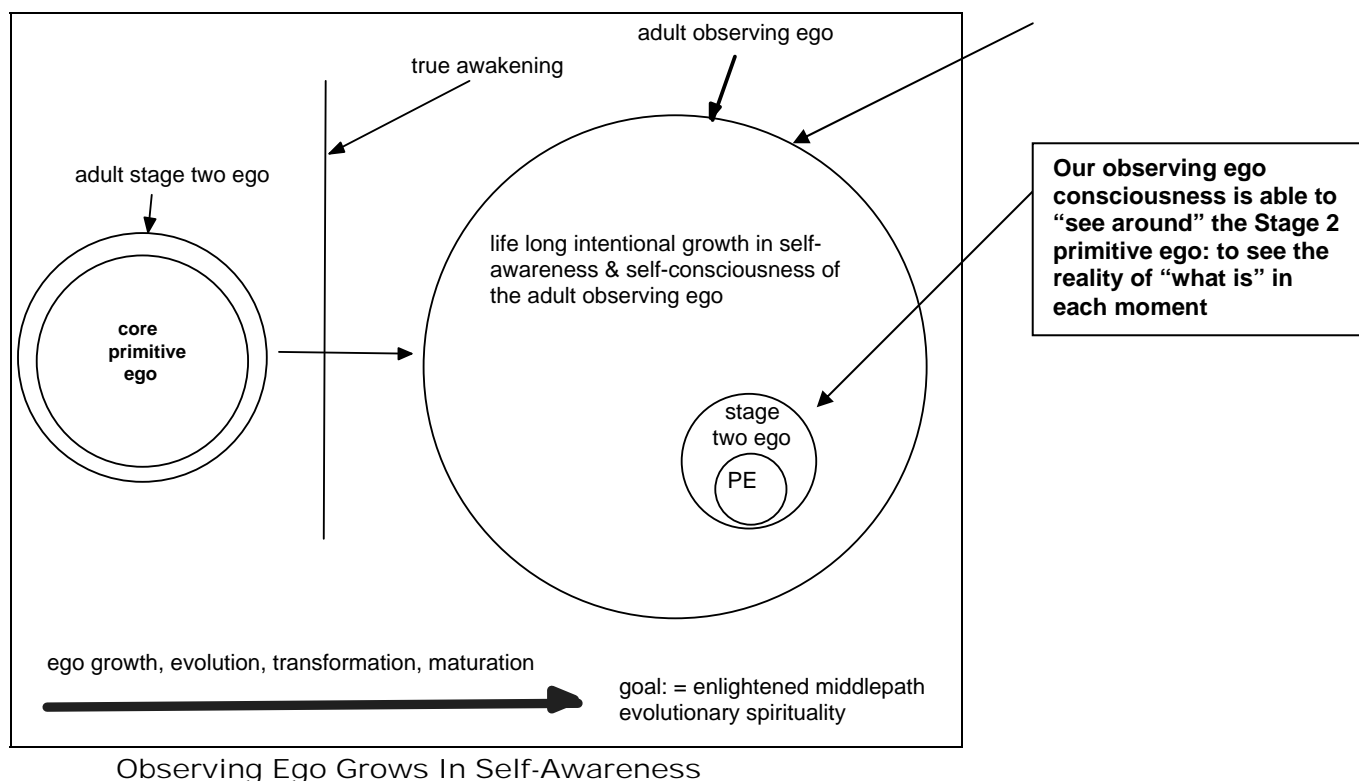 adult observing ego
true awakening
adult stage two ego
Our observing ego
consciousness is able to
“see around” the Stage 2
primitive ego: to see the
reality of “what is” in
each moment
life long intentional growth in self-
awareness & self-consciousness of
the adult observing ego
core
primitive
ego
stage
two ego
PE
ego growth, evolution, transformation, maturation
goal: = enlightened middlepath
evolutionary spirituality
Observing Ego Grows In Self-Awareness